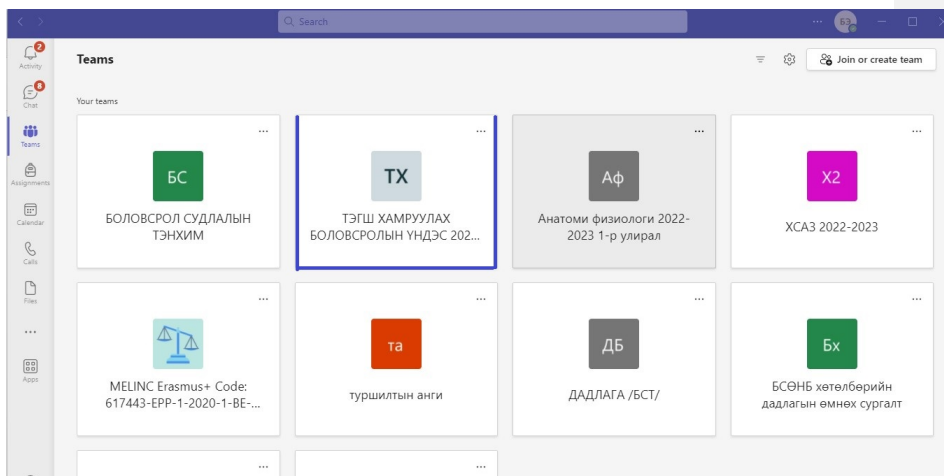 Search
БЭ
2
Activity
Teams
Join or create team
8
Chat
Your teams
Teams
Assignments
Calendar
Calls
Files
Apps
БС
БОЛОВСРОЛ СУДЛАЛЫН
ТЭНХИМ
ТХ
ТЭГШ ХАМРУУЛАХ
БОЛОВСРОЛЫН ҮНДЭС 202...
Аф
Анатоми физиологи 2022-
2023 1-р улирал
Х2
ХСАЗ 2022-2023
MELINC Erasmus+ Code:
617443-EPP-1-2020-1-BE-...
та
туршилтын анги
ДБ
ДАДЛАГА /БСТ/
Бх
БСӨНБ хөтөлбөрийн
дадлагын өмнөх сургалт